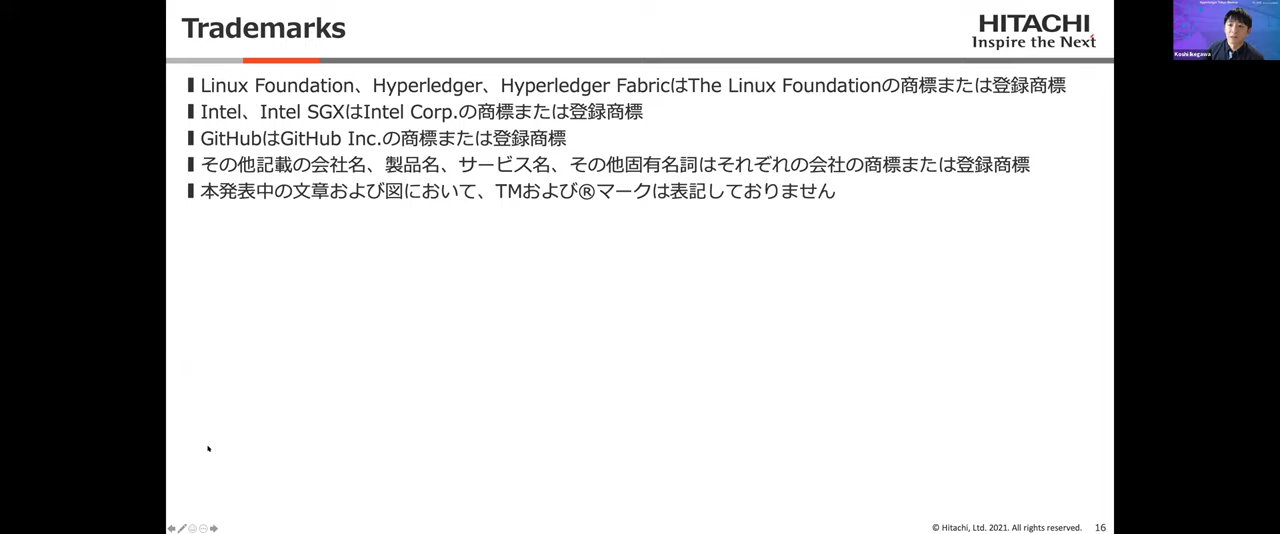 Trademarks
HITACHI
Inspire the Next
Linux Foundation、Hyperledger、Hyperledger FabricはThe Linux Foundationの商標または登録商標
Intel、Intel SGXはIntel Corp.の商標または登録商標
GitHubはGitHub Inc.の商標または登録商標
その他記載の会社名、製品名、サービス名、その他固有名詞はそれぞれの会社の商標または登録商標
本発表中の文章および図において、TMおよび®マークは表記しておりません
© Hitachi, Ltd. 2021. All rights reserved.
16
Koshi Ikegawa